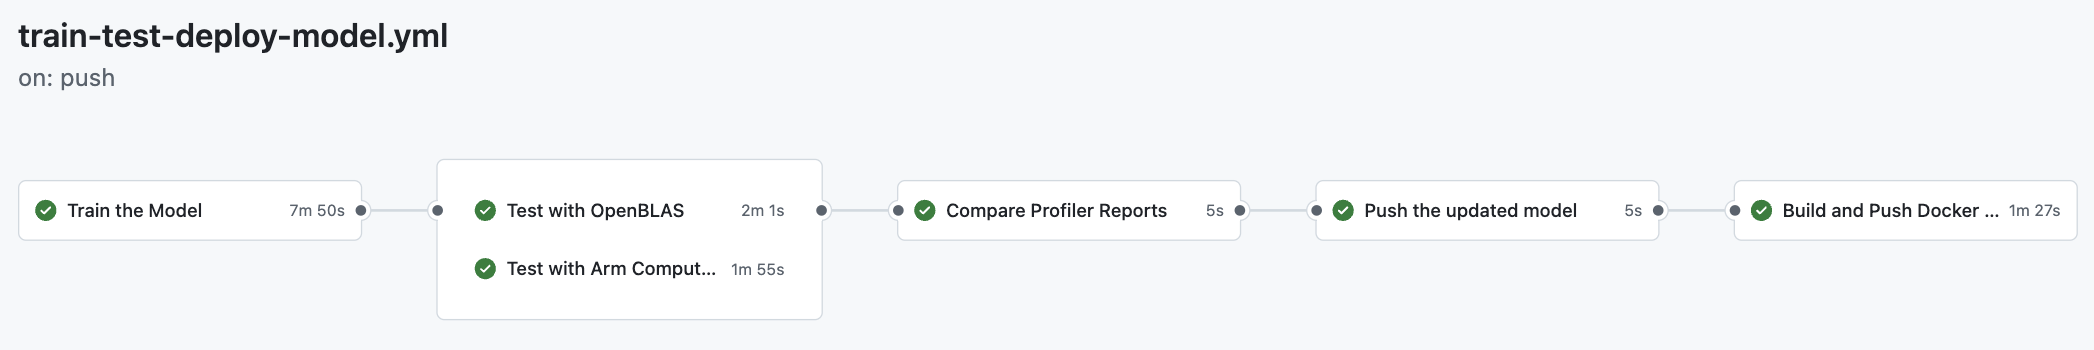 train-test-deploy-model.yml
on: push
Train the Model 7m 50s
Test with OpenBLAS 2m 1s
Test with Arm Comput... 1m 55s
Compare Profiler Reports 5s
Push the updated model 5s
Build and Push Docker ... 1m 27s